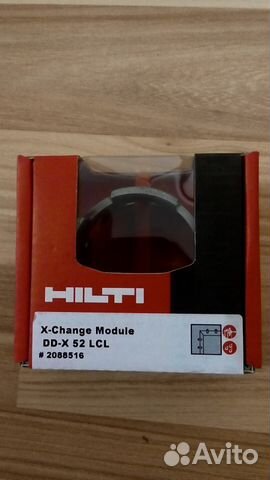 HILTI
X-Change Module
DD-X 52 LCL
# 2088516
Avito